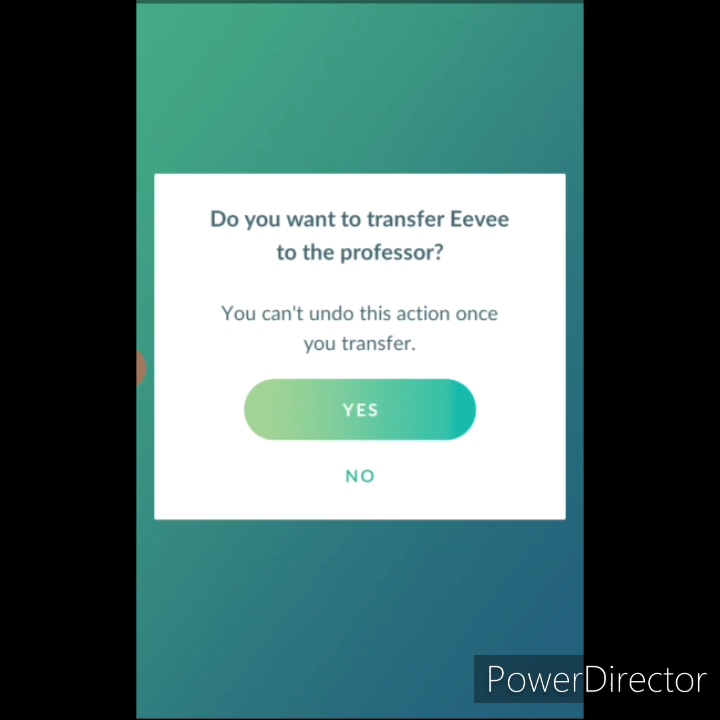 Do you want to transfer Eevee
to the professor?
You can't undo this action once
you transfer.
YES
NO
PowerDirector